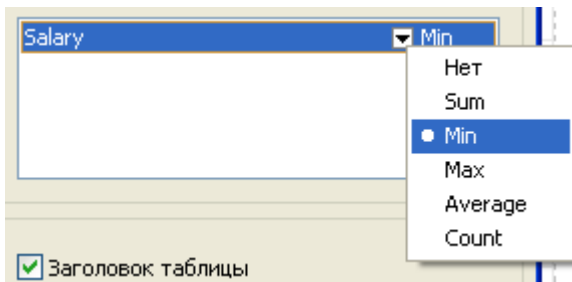 Salary Min
Нет
Sum
Min
Max
Average
Count
Заголовок таблицы